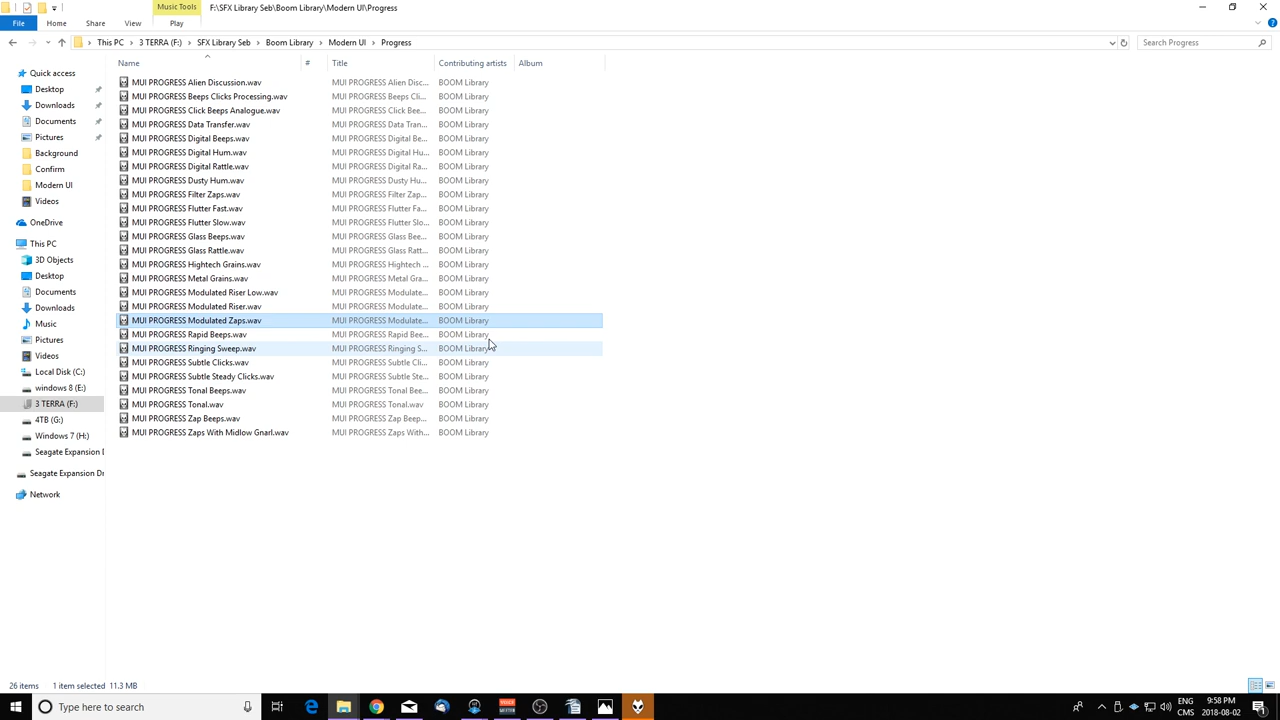 Music Tools F:\SFX Library Seb\Boom Library\Modern UI\Progress
File Home Share View Play
This PC 3 TERRA (F:) SFX Library Seb Boom Library Modern UI Progress Search Progress
Name # Title Contributing artists Album
Quick access
Desktop
Downloads
Documents
Pictures
Background
Confirm
Modern UI
Videos
OneDrive
This PC
3D Objects
Desktop
Documents
Downloads
Music
Pictures
Videos
Local Disk (C:)
windows 8 (E:)
3 TERRA (F:)
4TB (G:)
Windows 7 (H:)
Seagate Expansion D
Seagate Expansion Dr
Network
MUI PROGRESS Alien Discussion.wav MUI PROGRESS Alien Disc... BOOM Library
MUI PROGRESS Beeps Clicks Processing.wav MUI PROGRESS Beeps Cli... BOOM Library
MUI PROGRESS Click Beeps Analogue.wav MUI PROGRESS Click Bee... BOOM Library
MUI PROGRESS Data Transfer.wav MUI PROGRESS Data Tran... BOOM Library
MUI PROGRESS Digital Beeps.wav MUI PROGRESS Digital Be... BOOM Library
MUI PROGRESS Digital Hum.wav MUI PROGRESS Digital Hu... BOOM Library
MUI PROGRESS Digital Rattle.wav MUI PROGRESS Digital Ra... BOOM Library
MUI PROGRESS Dusty Hum.wav MUI PROGRESS Dusty Hu... BOOM Library
MUI PROGRESS Filter Zaps.wav MUI PROGRESS Filter Zap... BOOM Library
MUI PROGRESS Flutter Fast.wav MUI PROGRESS Flutter Fa... BOOM Library
MUI PROGRESS Flutter Slow.wav MUI PROGRESS Flutter Slo... BOOM Library
MUI PROGRESS Glass Beeps.wav MUI PROGRESS Glass Bee... BOOM Library
MUI PROGRESS Glass Rattle.wav MUI PROGRESS Glass Ratt... BOOM Library
MUI PROGRESS Hightech Grains.wav MUI PROGRESS Hightech ... BOOM Library
MUI PROGRESS Metal Grains.wav MUI PROGRESS Metal Gra... BOOM Library
MUI PROGRESS Modulated Riser Low.wav MUI PROGRESS Modulate... BOOM Library
MUI PROGRESS Modulated Riser.wav MUI PROGRESS Modulate... BOOM Library
MUI PROGRESS Modulated Zaps.wav MUI PROGRESS Modulate... BOOM Library
MUI PROGRESS Rapid Beeps.wav MUI PROGRESS Rapid Bee... BOOM Library
MUI PROGRESS Ringing Sweep.wav MUI PROGRESS Ringing S... BOOM Library
MUI PROGRESS Subtle Clicks.wav MUI PROGRESS Subtle Cli... BOOM Library
MUI PROGRESS Subtle Steady Clicks.wav MUI PROGRESS Subtle Ste... BOOM Library
MUI PROGRESS Tonal Beeps.wav MUI PROGRESS Tonal Bee... BOOM Library
MUI PROGRESS Tonal.wav MUI PROGRESS Tonal.wav BOOM Library
MUI PROGRESS Zap Beeps.wav MUI PROGRESS Zap Beep... BOOM Library
MUI PROGRESS Zaps With Midlow Gnarl.wav MUI PROGRESS Zaps With... BOOM Library
26 items 1 item selected 11.3 MB
Type here to search
ENG 9:58 PM
CMS 2018-08-02